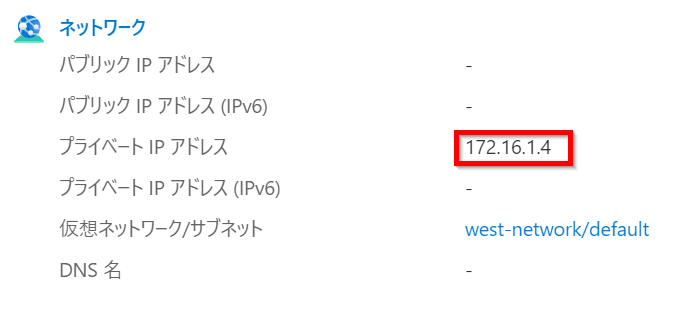 ネットワーク
パブリック IP アドレス -
パブリック IP アドレス (IPv6) -
プライベート IP アドレス 172.16.1.4
プライベート IP アドレス (IPv6) -
仮想ネットワーク/サブネット west-network/default
DNS 名 -